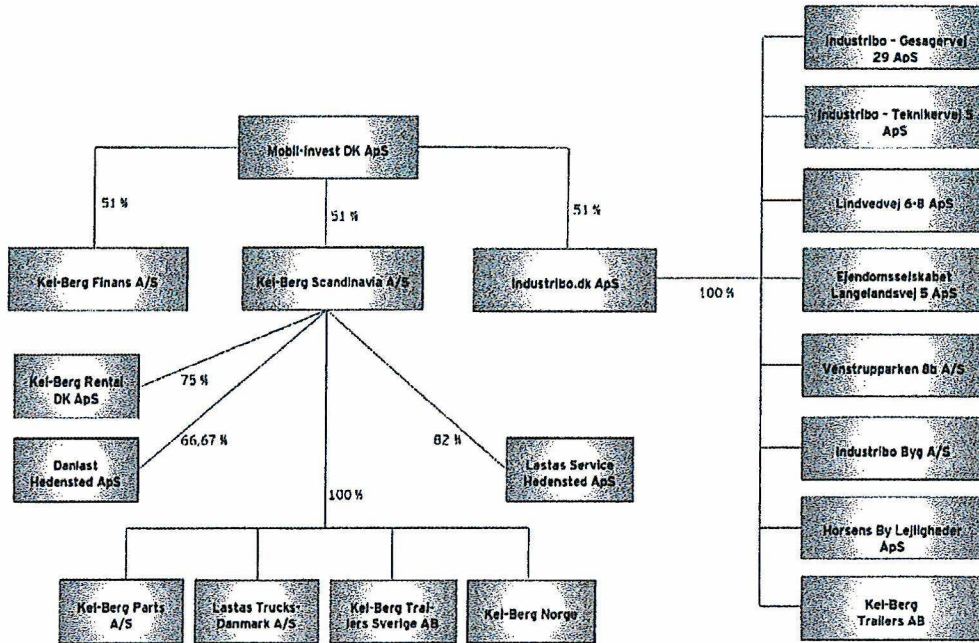 Industribo - Gesagervej
29 ApS
Industribo - Teknikervej 5
ApS
Mobil-Invest DK ApS
51 %
51 %
51 %
Lindvedvej 6-8 ApS
Kel-Berg Finans A/S
Kel-Berg Scandinavia A/S
Industribo.dk ApS
100 %
Ejendomsselskabet
Langelandsvej 5 ApS
Kel-Berg Rental
DK ApS
75 %
Venstrupparken 8b A/S
Danlast
Hedensted ApS
66,67 %
82 %
Lastas Service
Hedensted ApS
Industribo Byg A/S
100 %
Horsens By Lejligheder
ApS
Kel-Berg Parts
A/S
Lastas Trucks-
Danmark A/S
Kel-Berg Trai-
lers Sverige AB
Kel-Berg Norge
Kel-Berg
Trailers AB